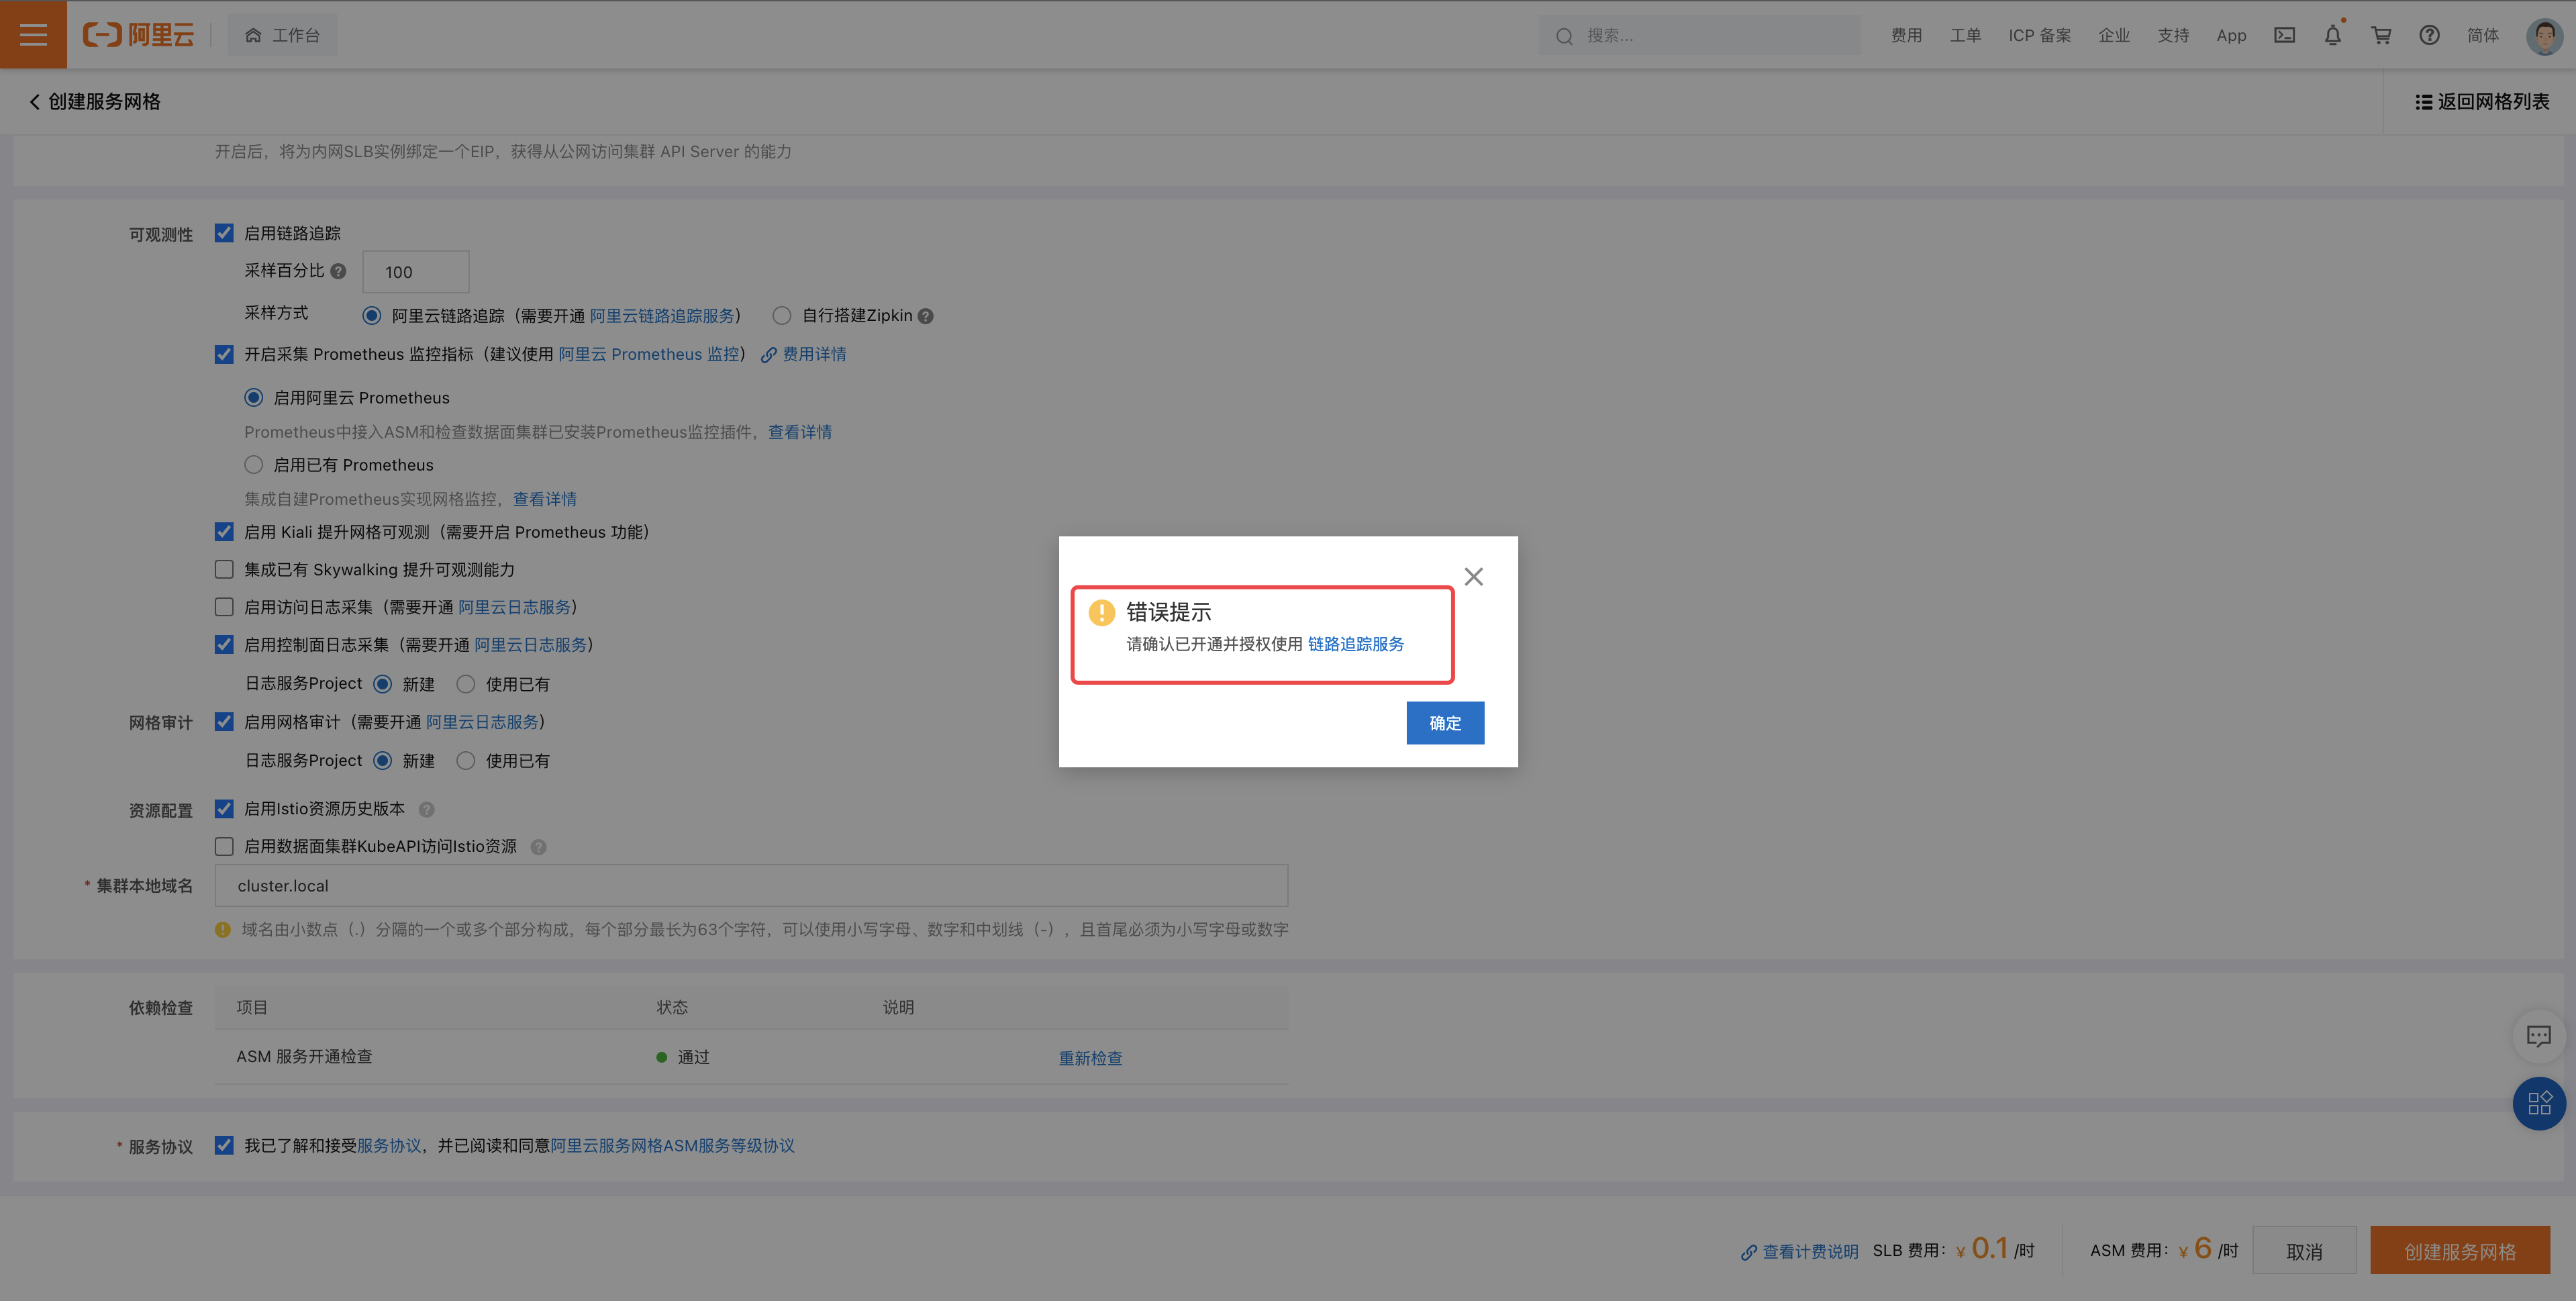 阿里云
工作台
搜索...
费用 工单 ICP 备案 企业 支持 App 简体
创建服务网格
返回网格列表
开启后，将为内网SLB实例绑定一个EIP，获得从公网访问集群 API Server 的能力
可观测性 启用链路追踪
采样百分比 100
采样方式 阿里云链路追踪（需要开通 阿里云链路追踪服务） 自行搭建Zipkin
开启采集 Prometheus 监控指标（建议使用 阿里云 Prometheus 监控） 费用详情
启用阿里云 Prometheus
Prometheus中接入ASM和检查数据面集群已安装Prometheus监控插件，查看详情
启用已有 Prometheus
集成自建Prometheus实现网格监控，查看详情
启用 Kiali 提升网格可观测（需要开启 Prometheus 功能）
集成已有 Skywalking 提升可观测能力
启用访问日志采集（需要开通 阿里云日志服务）
启用控制面日志采集（需要开通 阿里云日志服务）
日志服务Project 新建 使用已有
网格审计 启用网格审计（需要开通 阿里云日志服务）
日志服务Project 新建 使用已有
资源配置 启用Istio资源历史版本
启用数据面集群KubeAPI访问Istio资源
* 集群本地域名 cluster.local
域名由小数点（.）分隔的一个或多个部分构成，每个部分最长为63个字符，可以使用小写字母、数字和中划线（-），且首尾必须为小写字母或数字
错误提示
请确认已开通并授权使用 链路追踪服务
确定
依赖检查 项目 状态 说明
ASM 服务开通检查 通过 重新检查
* 服务协议 我已了解和接受服务协议，并已阅读和同意阿里云服务网格ASM服务等级协议
查看计费说明 SLB 费用： ¥ 0.1 /时 ASM 费用： ¥ 6 /时 取消 创建服务网格